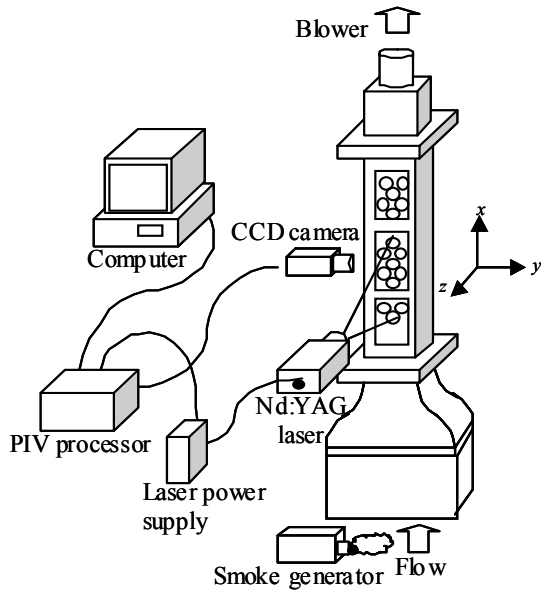 Blower
x
CCD camera
Computer
y
z
Nd:YAG
laser
PIV processor
Laser power
supply
Flow
Smoke generator